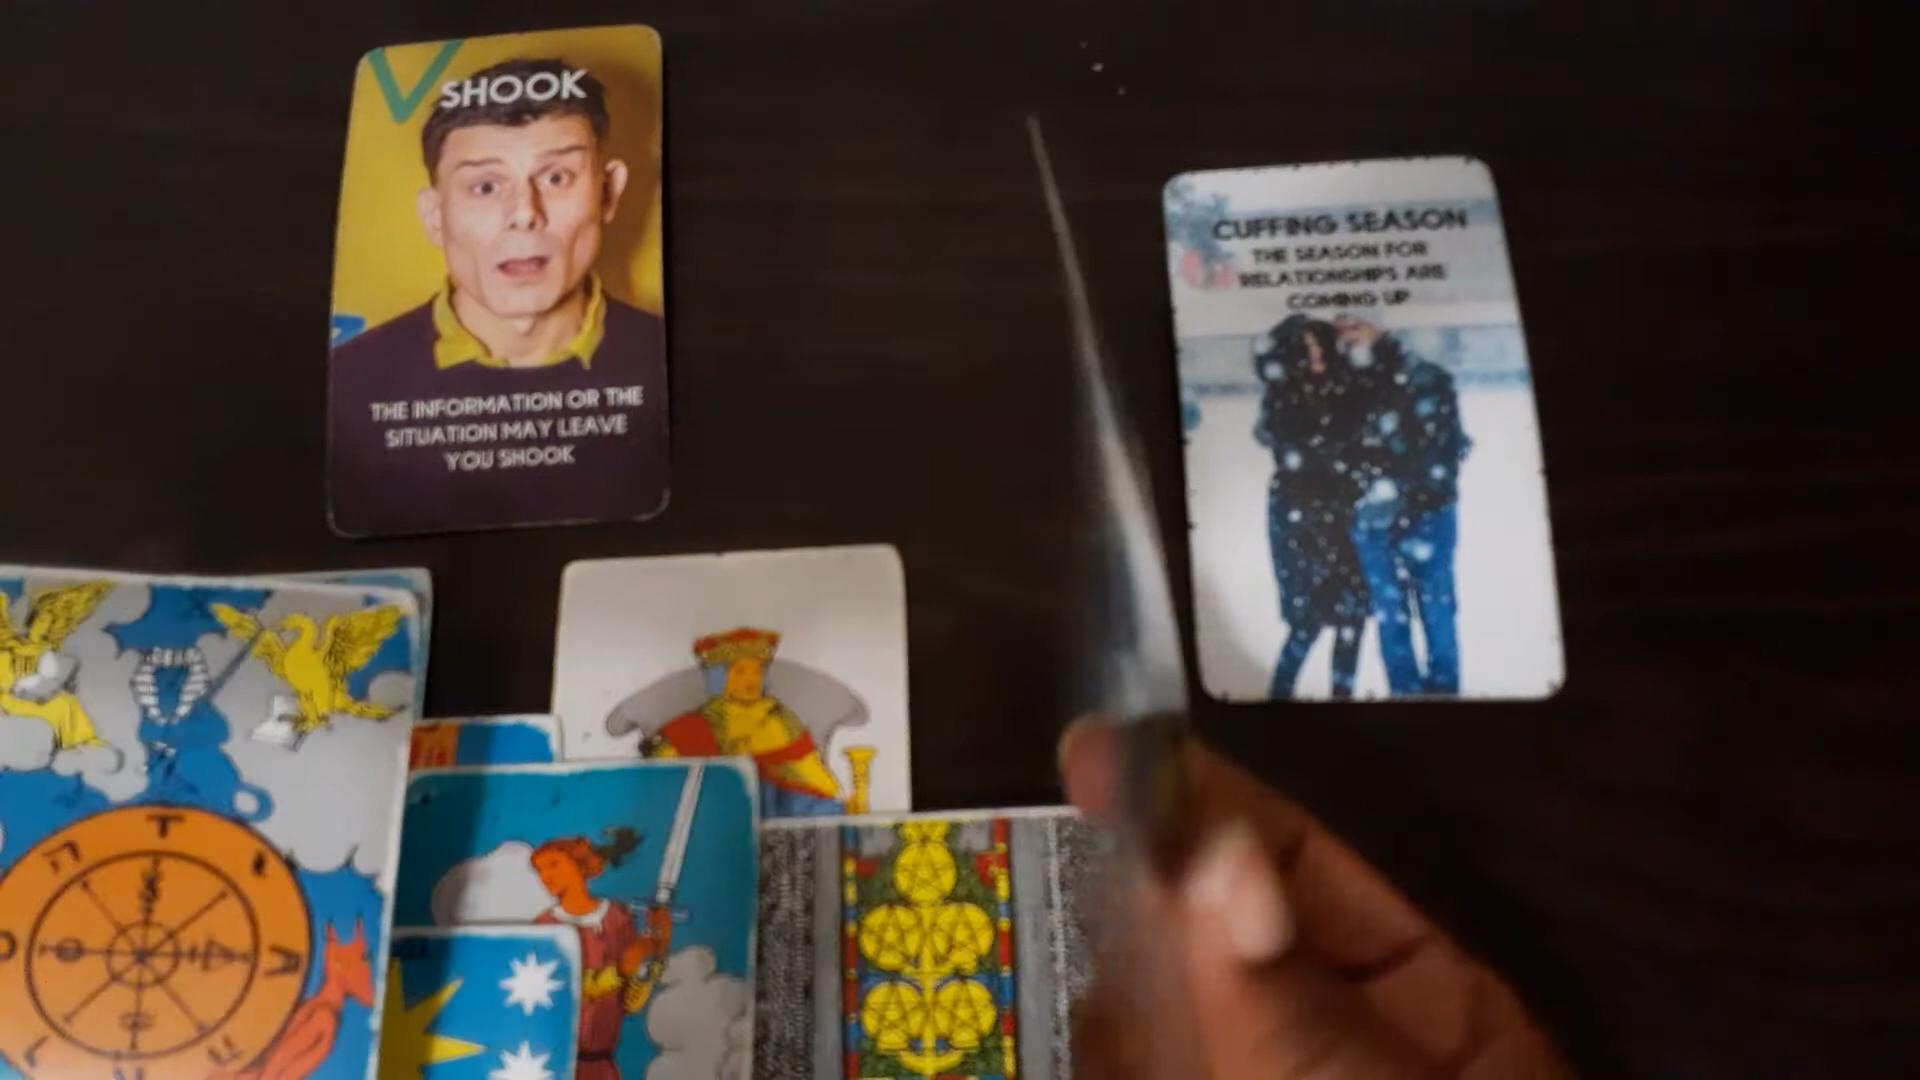 SHOOK
THE INFORMATION OR THE
SITUATION MAY LEAVE
YOU SHOOK
CUFFING SEASON
THE SEASON FOR
RELATIONSHIPS ARE
COMING UP